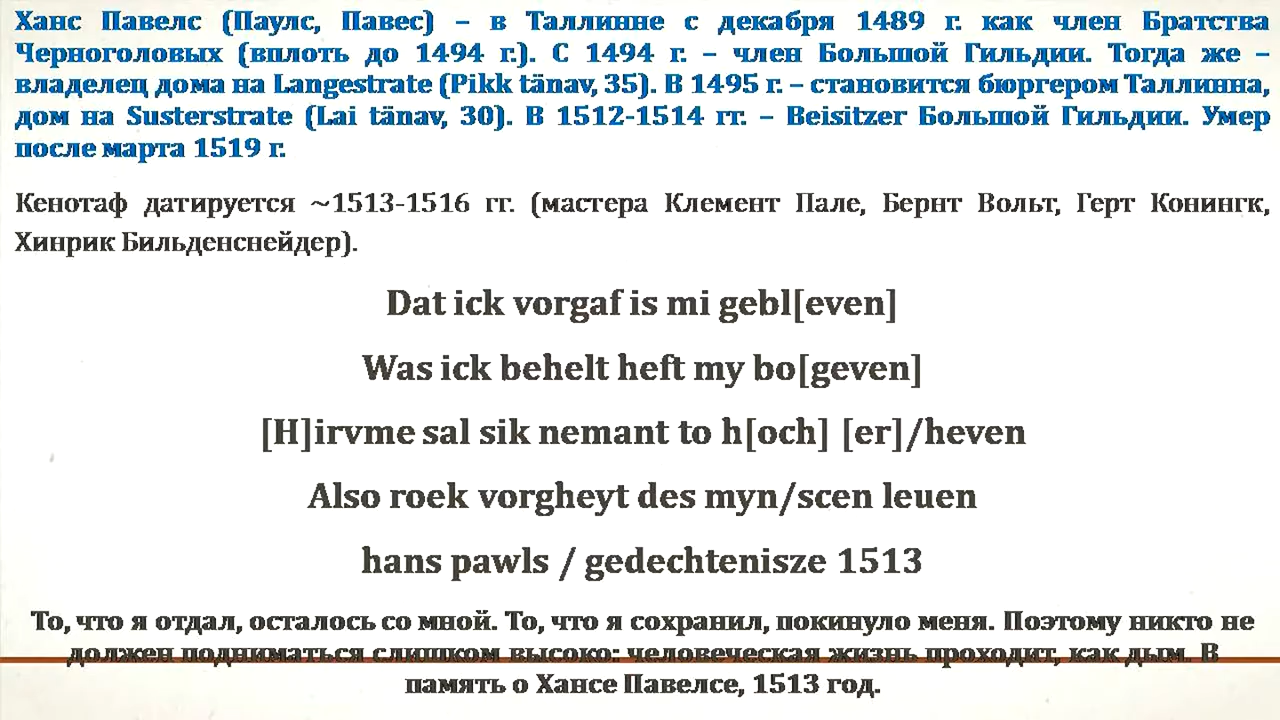 Ханс Павелс (Паулс, Павес) – в Таллинне с декабря 1489 г. как член Братства
Черноголовых (вплоть до 1494 г.). С 1494 г. – член Большой Гильдии. Тогда же –
владелец дома на Langestrate (Pikk tänav, 35). В 1495 г. – становится бюргером Таллинна,
дом на Susterstrate (Lai tänav, 30). В 1512-1514 гг. – Beisitzer Большой Гильдии. Умер
после марта 1519 г.
Кенотаф датируется ~1513-1516 гг. (мастера Клемент Пале, Бернт Вольт, Герт Конингк,
Хинрик Бильденснейдер).
Dat ick vorgaf is mi gebl[even]
Was ick behelt heft my bo[geven]
[H]irvme sal sik nemant to h[och] [er]/heven
Also roek vorgheyt des myn/scen leuen
hans pawls / gedechtenisze 1513
То, что я отдал, осталось со мной. То, что я сохранил, покинуло меня. Поэтому никто не
должен подниматься слишком высоко: человеческая жизнь проходит, как дым. В
память о Хансе Павелсе, 1513 год.